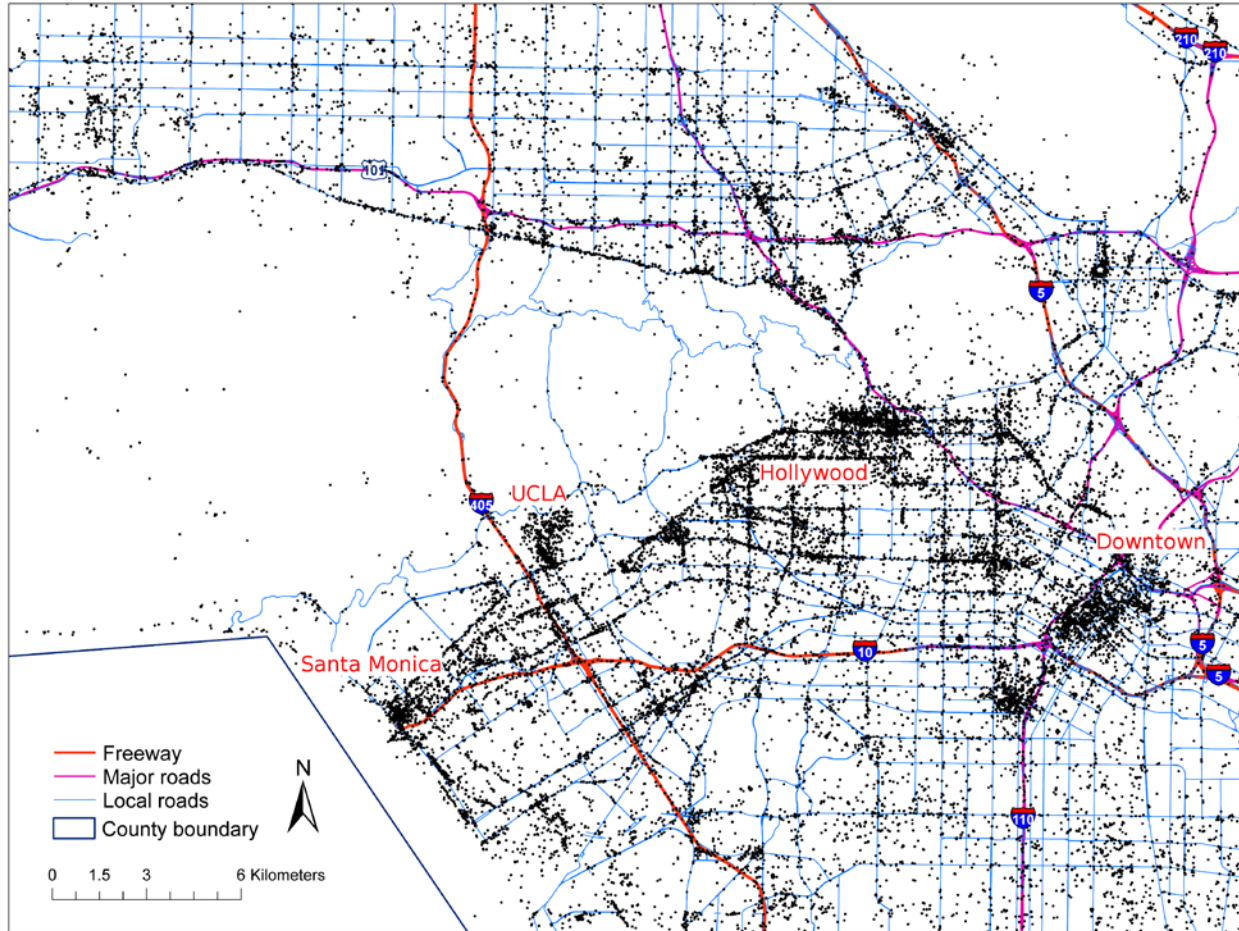 210
210
101
5
405
UCLA
Hollywood
Downtown
Santa Monica
10
5
5
110
Freeway
Major roads
Local roads
County boundary
N
0 1.5 3 6 Kilometers